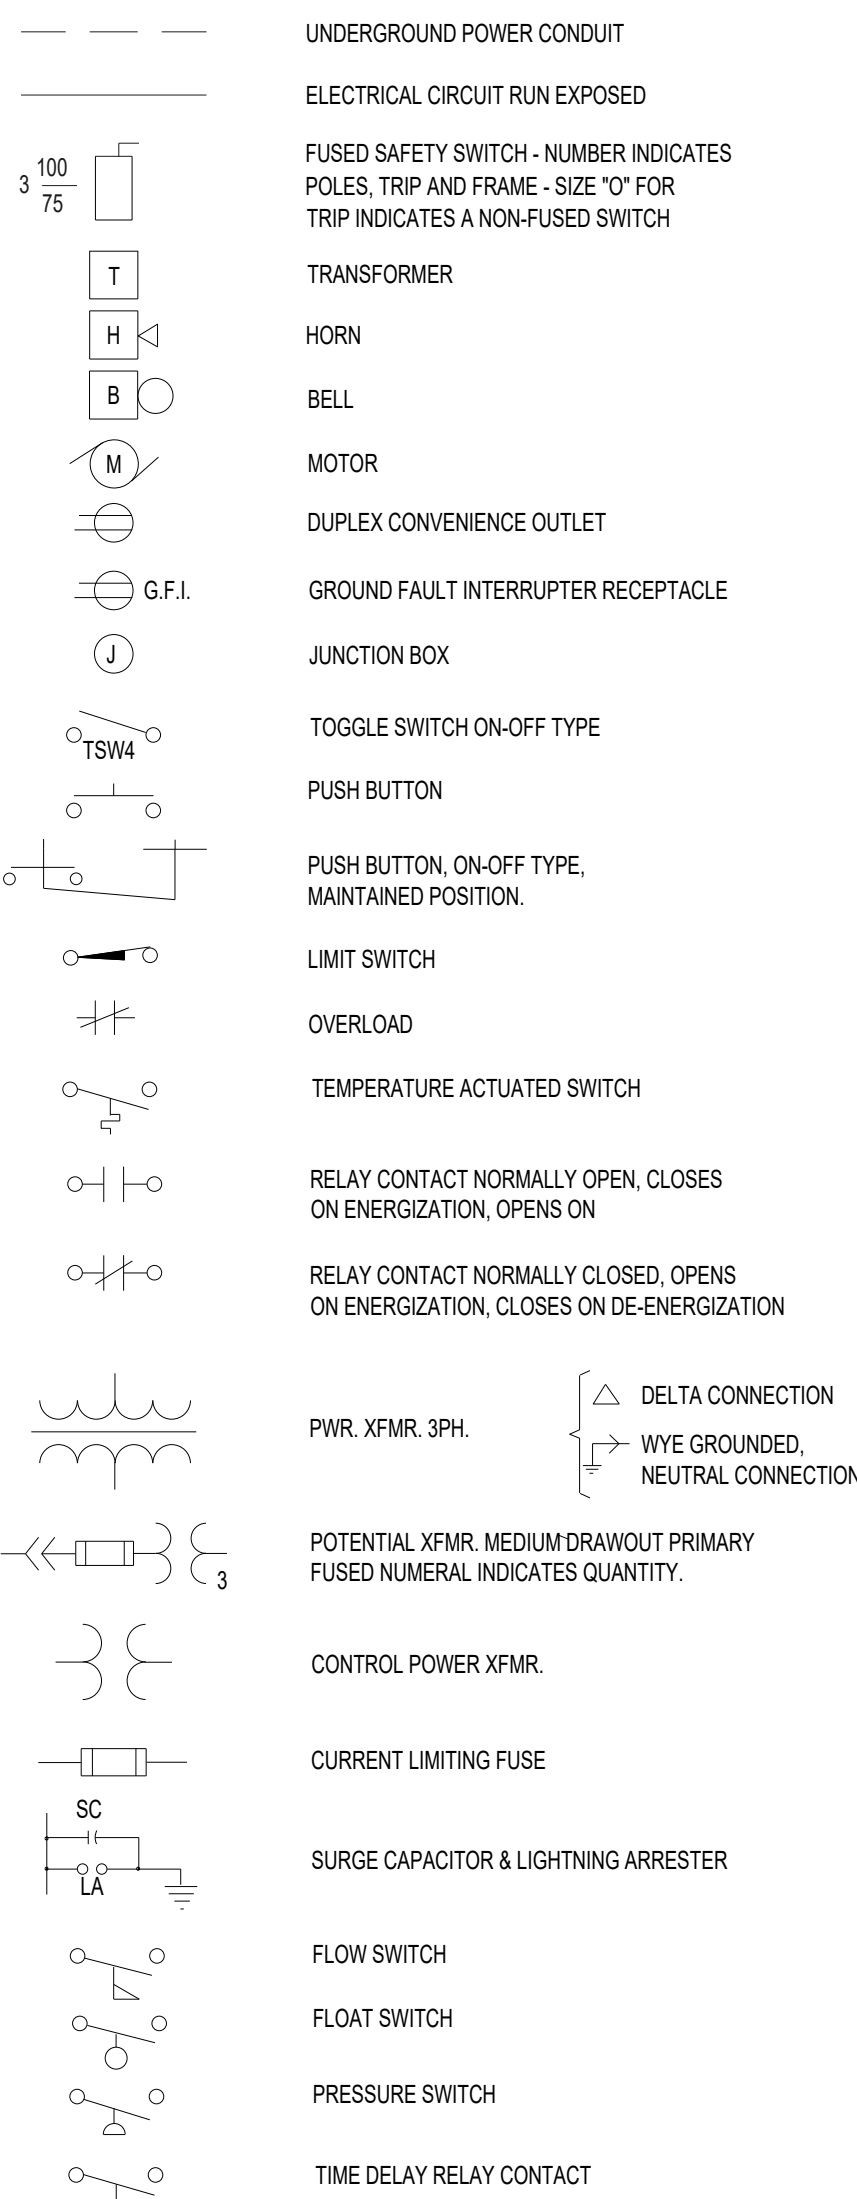 UNDERGROUND POWER CONDUIT
ELECTRICAL CIRCUIT RUN EXPOSED
3 100
75
FUSED SAFETY SWITCH - NUMBER INDICATES
POLES, TRIP AND FRAME - SIZE "O" FOR
TRIP INDICATES A NON-FUSED SWITCH
T TRANSFORMER
H HORN
B BELL
M MOTOR
DUPLEX CONVENIENCE OUTLET
G.F.I. GROUND FAULT INTERRUPTER RECEPTACLE
J JUNCTION BOX
TOGGLE SWITCH ON-OFF TYPE
TSW4
PUSH BUTTON
PUSH BUTTON, ON-OFF TYPE,
MAINTAINED POSITION.
LIMIT SWITCH
OVERLOAD
TEMPERATURE ACTUATED SWITCH
RELAY CONTACT NORMALLY OPEN, CLOSES
ON ENERGIZATION, OPENS ON
RELAY CONTACT NORMALLY CLOSED, OPENS
ON ENERGIZATION, CLOSES ON DE-ENERGIZATION
PWR. XFMR. 3PH.
DELTA CONNECTION
WYE GROUNDED,
NEUTRAL CONNECTION
POTENTIAL XFMR. MEDIUM DRAWOUT PRIMARY
FUSED NUMERAL INDICATES QUANTITY.
3
CONTROL POWER XFMR.
CURRENT LIMITING FUSE
SC
LA
SURGE CAPACITOR & LIGHTNING ARRESTER
FLOW SWITCH
FLOAT SWITCH
PRESSURE SWITCH
TIME DELAY RELAY CONTACT